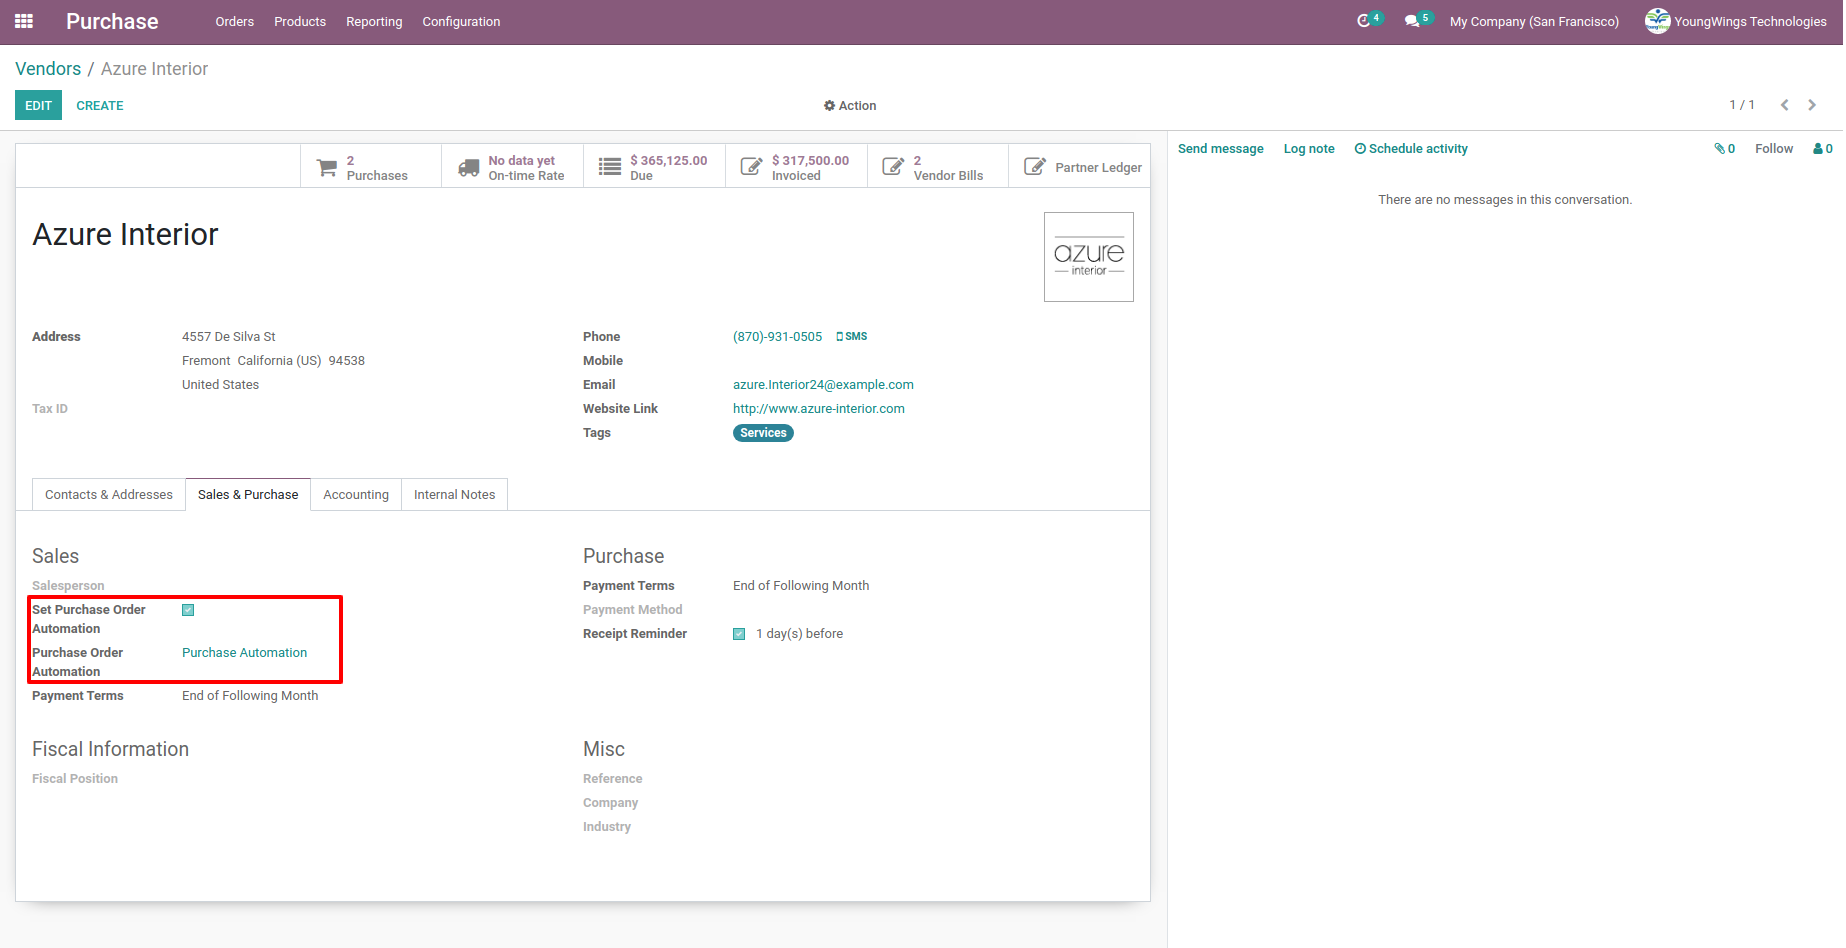 Purchase Orders Products Reporting Configuration 4 5 My Company (San Francisco) YoungWings Technologies
Vendors / Azure Interior
EDIT CREATE Action 1 / 1
2 Purchases
No data yet On-time Rate
$ 365,125.00 Due
$ 317,500.00 Invoiced
2 Vendor Bills
Partner Ledger
Send message Log note Schedule activity 0 Follow 0
There are no messages in this conversation.
Azure Interior
azure
interior
Address 4557 De Silva St
Fremont California (US) 94538
United States
Tax ID
Phone (870)-931-0505 SMS
Mobile
Email azure.Interior24@example.com
Website Link http://www.azure-interior.com
Tags Services
Contacts & Addresses Sales & Purchase Accounting Internal Notes
Sales
Salesperson
Set Purchase Order
Automation
Purchase Order Purchase Automation
Automation
Payment Terms End of Following Month
Purchase
Payment Terms End of Following Month
Payment Method
Receipt Reminder 1 day(s) before
Fiscal Information
Fiscal Position
Misc
Reference
Company
Industry